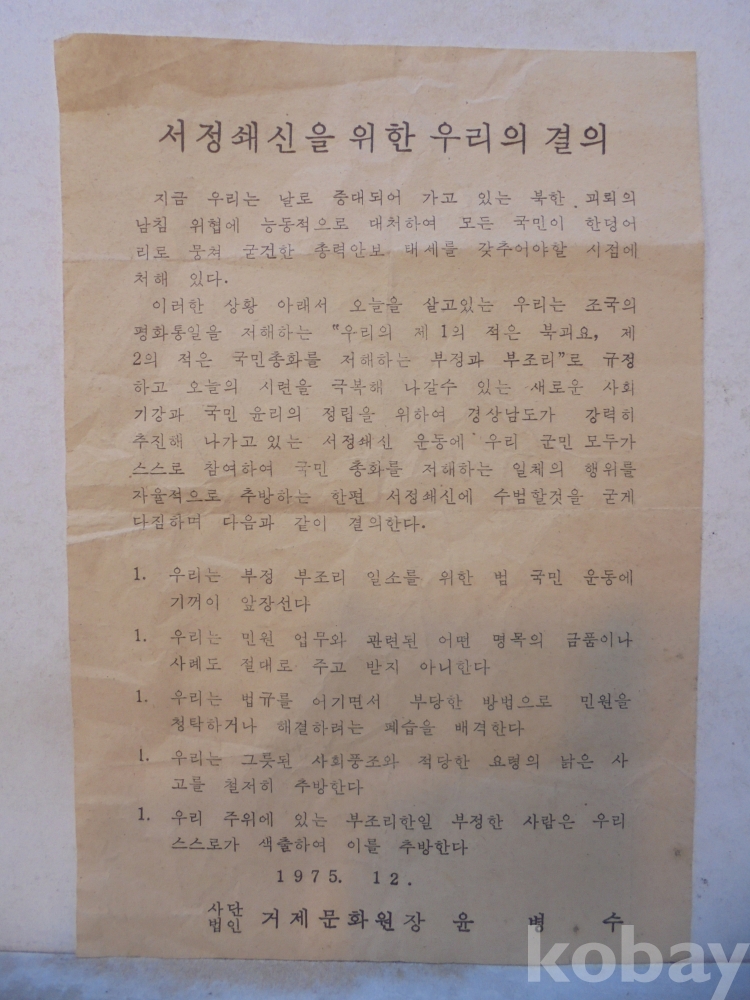 서정쇄신을 위한 우리의 결의
지금 우리는 날로 증대되어 가고 있는 북한 괴뢰의
남침 위협에 능동적으로 대처하여 모든 국민이 한덩어
리로 뭉쳐 굳건한 총력안보 태세를 갖추어야할 시점에
처해 있다.
이러한 상황 아래서 오늘을 살고있는 우리는 조국의
평화통일을 저해하는 "우리의 제 1의 적은 북괴요, 제
2의 적은 국민총화를 저해하는 부정과 부조리"로 규정
하고 오늘의 시련을 극복해 나갈수 있는 새로운 사회
기강과 국민 윤리의 정립을 위하여 경상남도가 강력히
추진해 나가고 있는 서정쇄신 운동에 우리 군민 모두가
스스로 참여하여 국민 총화를 저해하는 일체의 행위를
자율적으로 추방하는 한편 서정쇄신에 수범할것을 굳게
다짐하며 다음과 같이 결의한다.
1. 우리는 부정 부조리 일소를 위한 범 국민 운동에
기꺼이 앞장선다
1. 우리는 민원 업무와 관련된 어떤 명목의 금품이나
사례도 절대로 주고 받지 아니한다
1. 우리는 법규를 어기면서 부당한 방법으로 민원을
청탁하거나 해결하려는 폐습을 배격한다
1. 우리는 그릇된 사회풍조와 적당한 요령의 낡은 사
고를 철저히 추방한다
1. 우리 주위에 있는 부조리한일 부정한 사람은 우리
스스로가 색출하여 이를 추방한다
1975. 12.
사단
법인 거제문화원장 윤 병 수
kobay